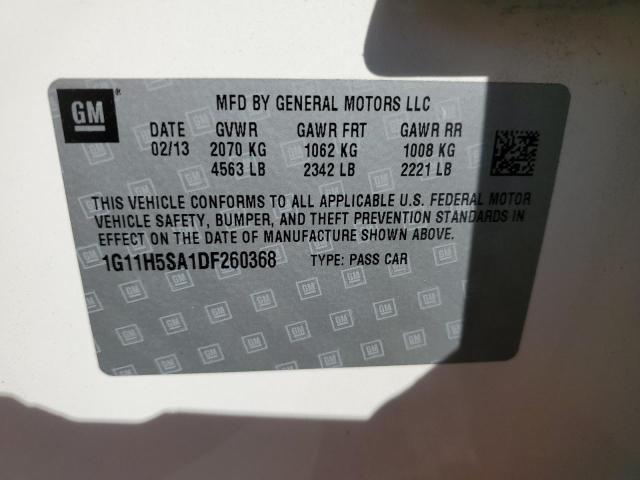 GM®
MFD BY GENERAL MOTORS LLC
DATE GVWR GAWR FRT GAWR RR
02/13 2070 KG 1062 KG 1008 KG
4563 LB 2342 LB 2221 LB
THIS VEHICLE CONFORMS TO ALL APPLICABLE U.S. FEDERAL MOTOR
VEHICLE SAFETY, BUMPER, AND THEFT PREVENTION STANDARDS IN
EFFECT ON THE DATE OF MANUFACTURE SHOWN ABOVE.
1G11H5SA1DF260368 TYPE: PASS CAR